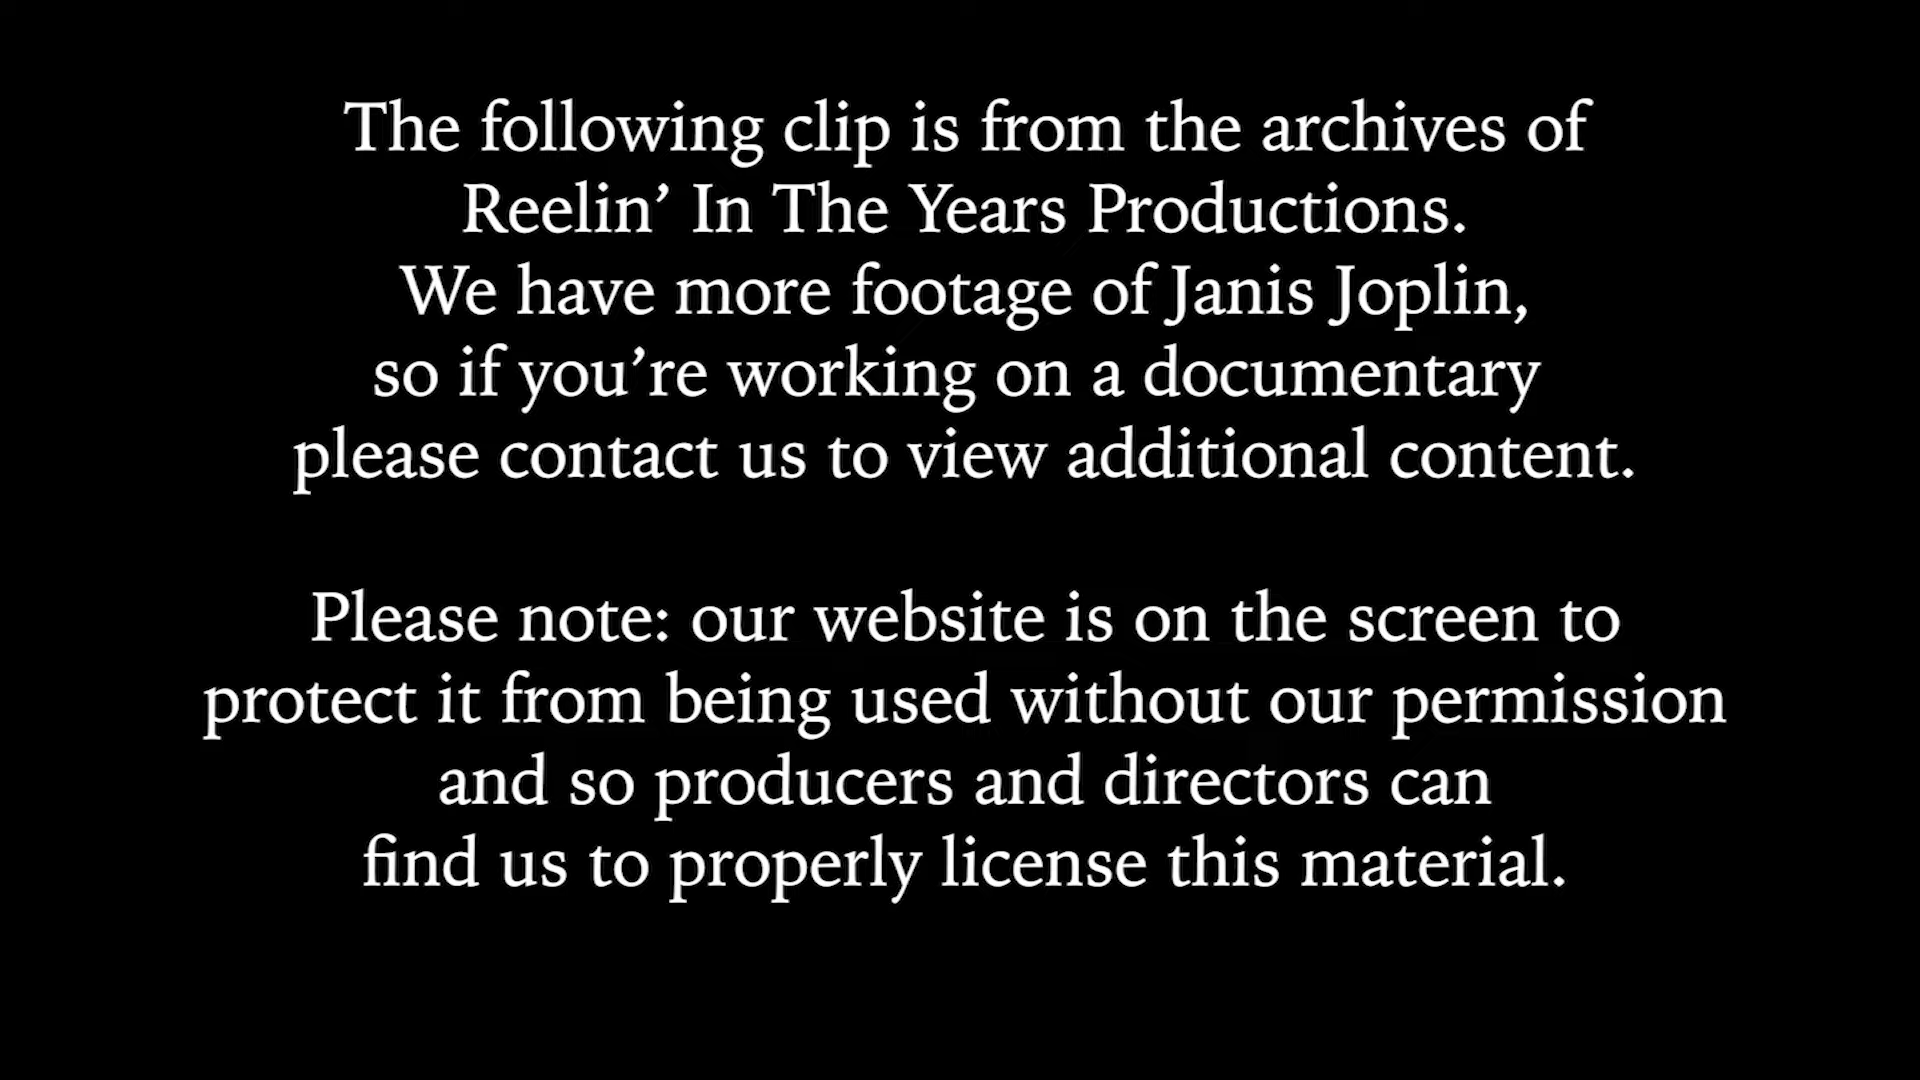 The following clip is from the archives of
Reelin’ In The Years Productions.
We have more footage of Janis Joplin,
so if you’re working on a documentary
please contact us to view additional content.
Please note: our website is on the screen to
protect it from being used without our permission
and so producers and directors can
find us to properly license this material.